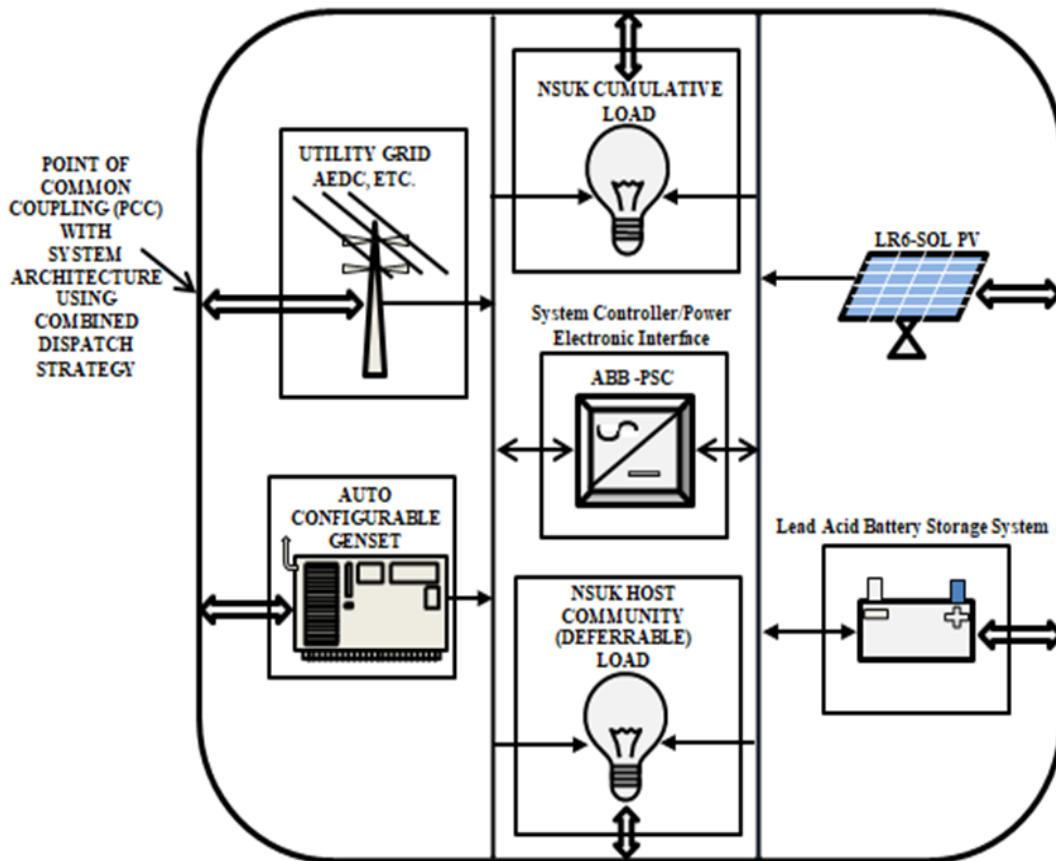 POINT OF
COMMON
COUPLING (PCC)
WITH
SYSTEM
ARCHITECTURE
USING
COMBINED
DISPATCH
STRATEGY
UTILITY GRID
AEDC, ETC.
AUTO
CONFIGURABLE
GENSET
NSUK CUMULATIVE
LOAD
System Controller/Power
Electronic Interface
ABB -PSC
NSUK HOST
COMMUNITY
(DEFERRABLE)
LOAD
LR6-SOL PV
Lead Acid Battery Storage System